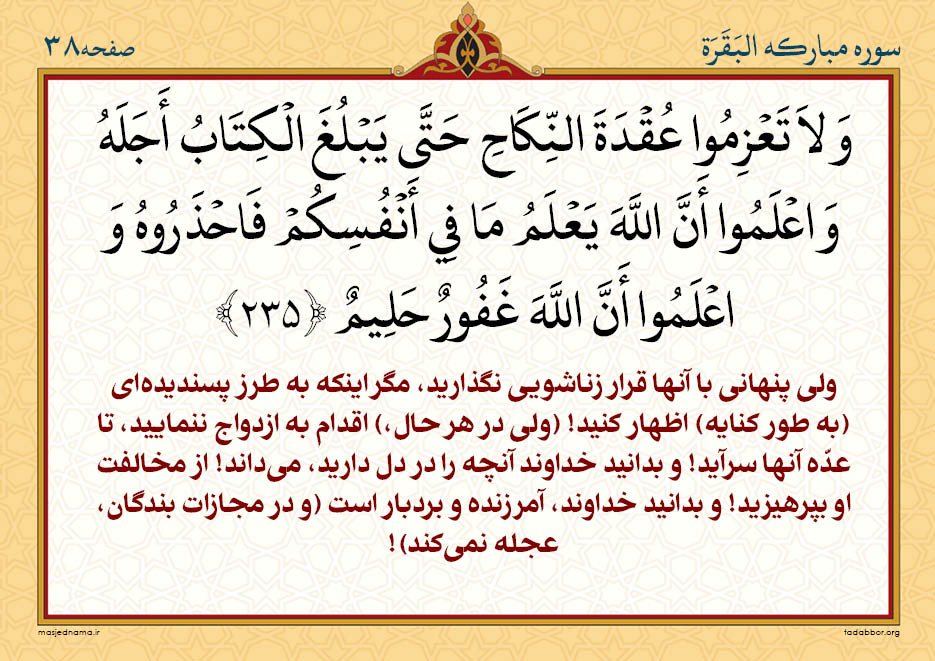 سوره مبارکه البَقَرَة
صفحه۳۸
وَ لاَ تَعْزِمُوا عُقْدَةَ النِّكَاحِ حَتَّى يَبْلُغَ الْكِتَابُ أَجَلَهُ
وَ اعْلَمُوا أَنَّ اللَّهَ يَعْلَمُ مَا فِي أَنْفُسِكُمْ فَاحْذَرُوهُ وَ
اعْلَمُوا أَنَّ اللَّهَ غَفُورٌ حَلِيمٌ ﴿۲۳۵﴾
ولی پنهانی با آنها قرار زناشویی نگذارید، مگر اینکه به طرز پسندیده‌ای
(به طور کنایه) اظهار کنید! (ولی در هر حال،) اقدام به ازدواج ننمایید، تا
عدّه آنها سرآید! و بدانید خداوند آنچه را در دل دارید، می‌داند! از مخالفت
او بپرهیزید! و بدانید خداوند، آمرزنده و بردبار است (و در مجازات بندگان،
عجله نمی‌کند)!
masjednama.ir
tadabbor.org